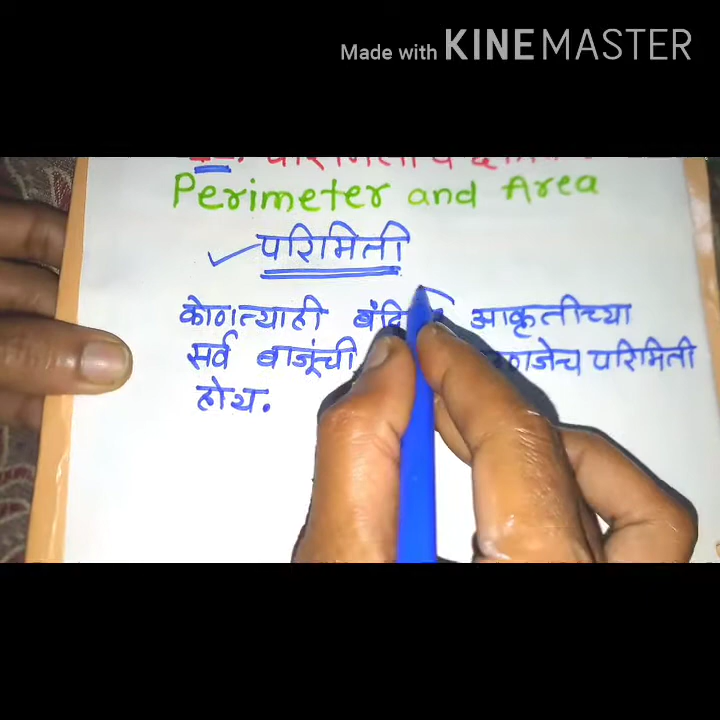 Made with KINEMASTER
Perimeter and Area
परिमिती
कोणत्याही आकृतीच्या
सर्व बाजूंची परिमिती
होय.